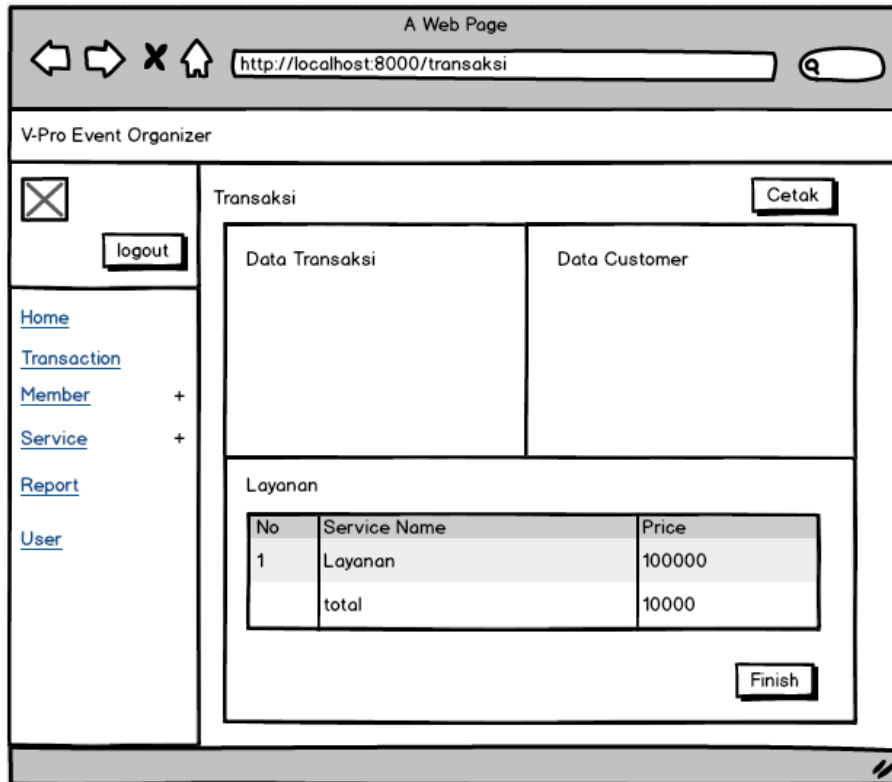 A Web Page
http://localhost:8000/transaksi
V-Pro Event Organizer
logout
Home
Transaction
Member +
Service +
Report
User
Transaksi
Cetak
Data Transaksi
Data Customer
Layanan
No Service Name Price
1 Layanan 100000
total 10000
Finish